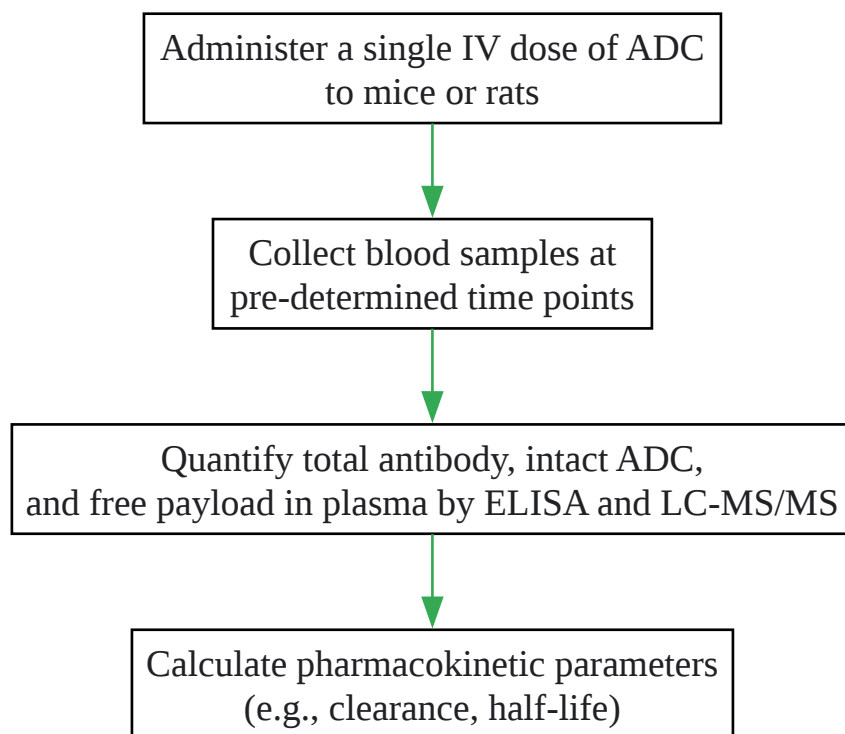 Administer a single IV dose of ADC
to mice or rats
Collect blood samples at
pre-determined time points
Quantify total antibody, intact ADC,
and free payload in plasma by ELISA and LC-MS/MS
Calculate pharmacokinetic parameters
(e.g., clearance, half-life)